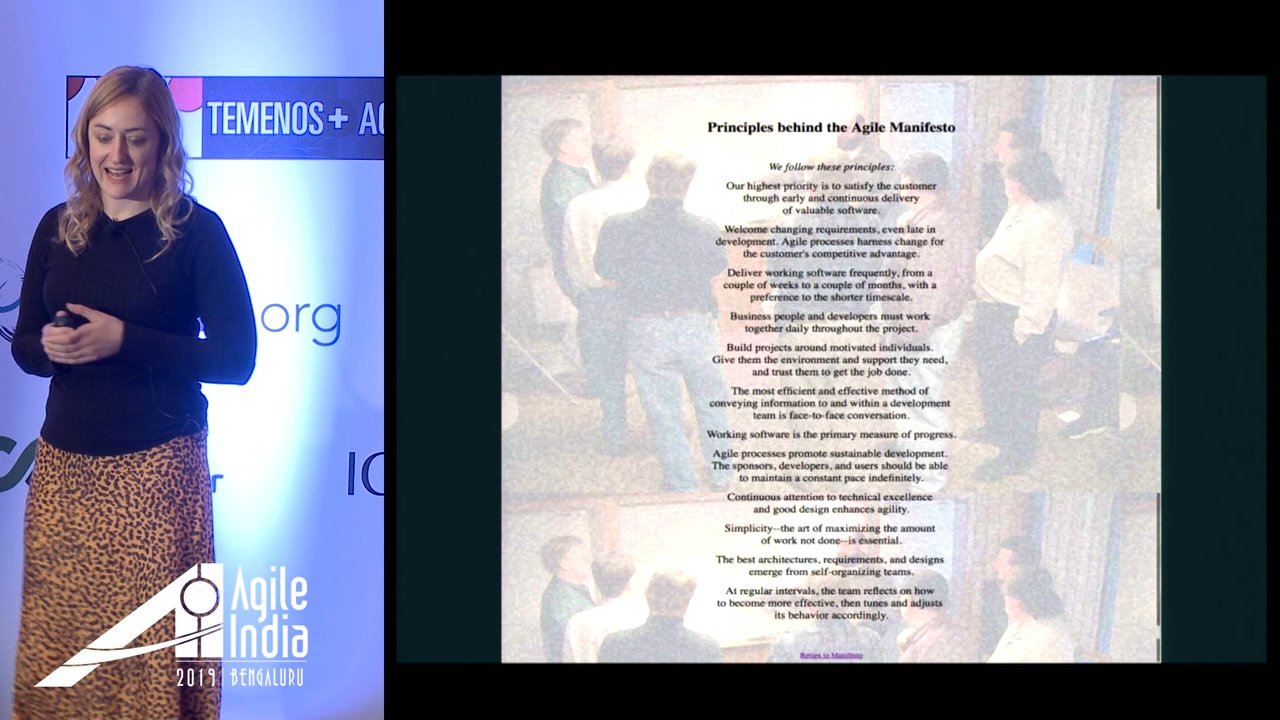 TEMENOS+
org
Agile
India
2019 BENGALURU
Principles behind the Agile Manifesto
We follow these principles:
Our highest priority is to satisfy the customer
through early and continuous delivery
of valuable software.
Welcome changing requirements, even late in
development. Agile processes harness change for
the customer's competitive advantage.
Deliver working software frequently, from a
couple of weeks to a couple of months, with a
preference to the shorter timescale.
Business people and developers must work
together daily throughout the project.
Build projects around motivated individuals.
Give them the environment and support they need,
and trust them to get the job done.
The most efficient and effective method of
conveying information to and within a development
team is face-to-face conversation.
Working software is the primary measure of progress.
Agile processes promote sustainable development.
The sponsors, developers, and users should be able
to maintain a constant pace indefinitely.
Continuous attention to technical excellence
and good design enhances agility.
Simplicity--the art of maximizing the amount
of work not done--is essential.
The best architectures, requirements, and designs
emerge from self-organizing teams.
At regular intervals, the team reflects on how
to become more effective, then tunes and adjusts
its behavior accordingly.
Return to Manifesto